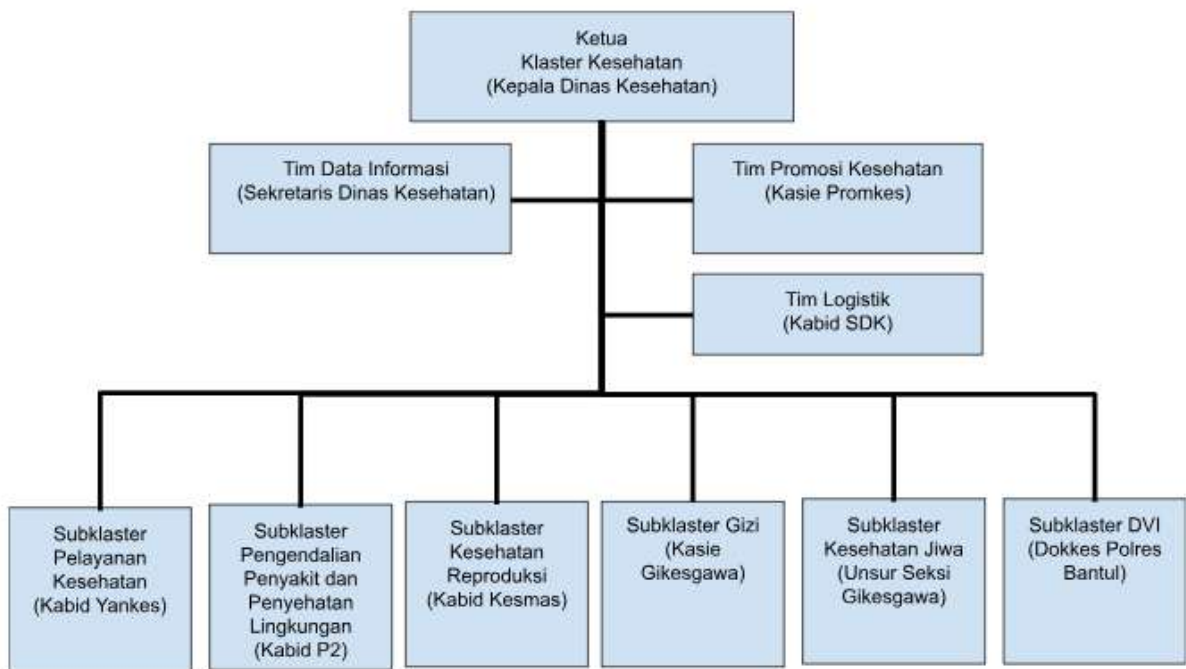 Ketua
Klaster Kesehatan
(Kepala Dinas Kesehatan)
Tim Data Informasi
(Sekretaris Dinas Kesehatan)
Tim Promosi Kesehatan
(Kasie Promkes)
Tim Logistik
(Kabid SDK)
Subklaster
Pelayanan
Kesehatan
(Kabid Yankes)
Subklaster
Pengendalian
Penyakit dan
Penyehatan
Lingkungan
(Kabid P2)
Subklaster
Kesehatan
Reproduksi
(Kabid Kesmas)
Subklaster Gizi
(Kasie
Gikesgawa)
Subklaster
Kesehatan Jiwa
(Unsur Seksi
Gikesgawa)
Subklaster DVI
(Dokkes Polres
Bantul)